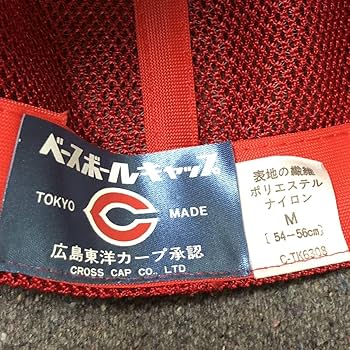 ベースボールキャップ
TOKYO C MADE
広島東洋カープ承認
CROSS CAP CO., LTD
表地の繊維
ポリエステル
ナイロン
M
[54-56cm]
C-TK6308